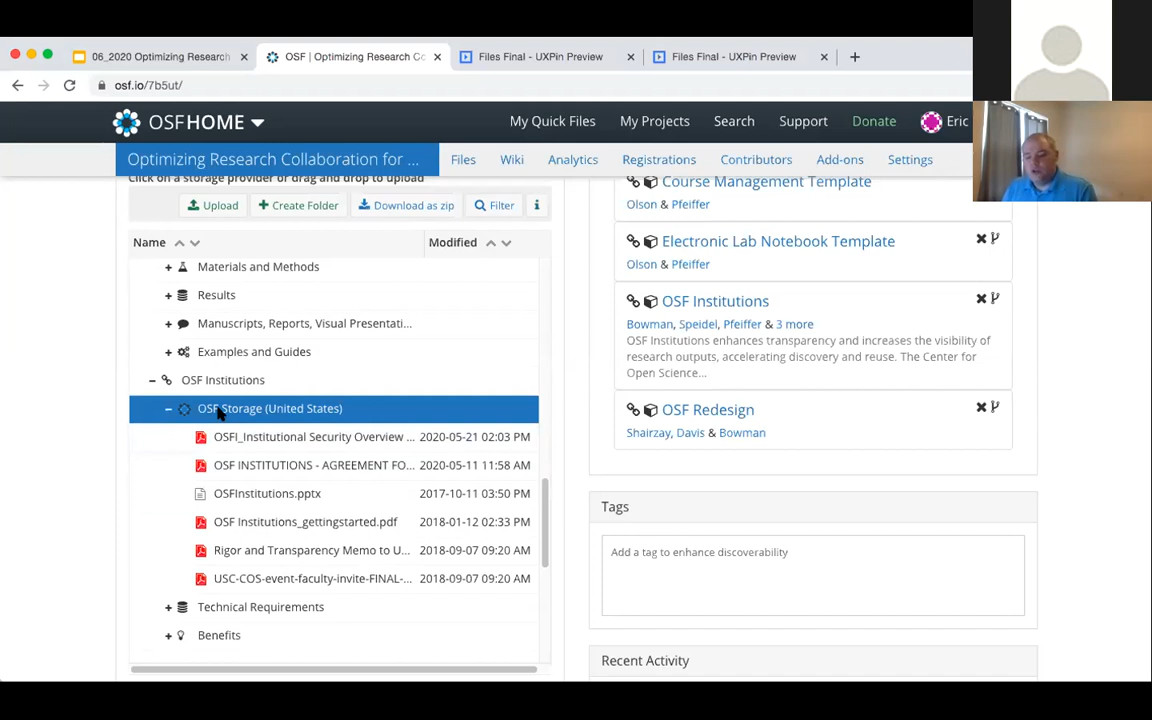 06_2020 Optimizing Research
OSF | Optimizing Research Co
Files Final - UXPin Preview
Files Final - UXPin Preview
osf.io/7b5ut/
OSFHOME
My Quick Files
My Projects
Search
Support
Donate
Eric
Optimizing Research Collaboration for ...
Files
Wiki
Analytics
Registrations
Contributors
Add-ons
Settings
Click on a storage provider or drag and drop to upload
Upload
Create Folder
Download as zip
Filter
Name
Modified
Materials and Methods
Results
Manuscripts, Reports, Visual Presentati...
Examples and Guides
OSF Institutions
OSF Storage (United States)
OSFI_Institutional Security Overview ... 2020-05-21 02:03 PM
OSF INSTITUTIONS - AGREEMENT FO... 2020-05-11 11:58 AM
OSFInstitutions.pptx 2017-10-11 03:50 PM
OSF Institutions_gettingstarted.pdf 2018-01-12 02:33 PM
Rigor and Transparency Memo to U... 2018-09-07 09:20 AM
USC-COS-event-faculty-invite-FINAL-... 2018-09-07 09:20 AM
Technical Requirements
Benefits
Course Management Template
Olson & Pfeiffer
Electronic Lab Notebook Template
Olson & Pfeiffer
OSF Institutions
Bowman, Speidel, Pfeiffer & 3 more
OSF Institutions enhances transparency and increases the visibility of
research outputs, accelerating discovery and reuse. The Center for
Open Science...
OSF Redesign
Shairzay, Davis & Bowman
Tags
Add a tag to enhance discoverability
Recent Activity